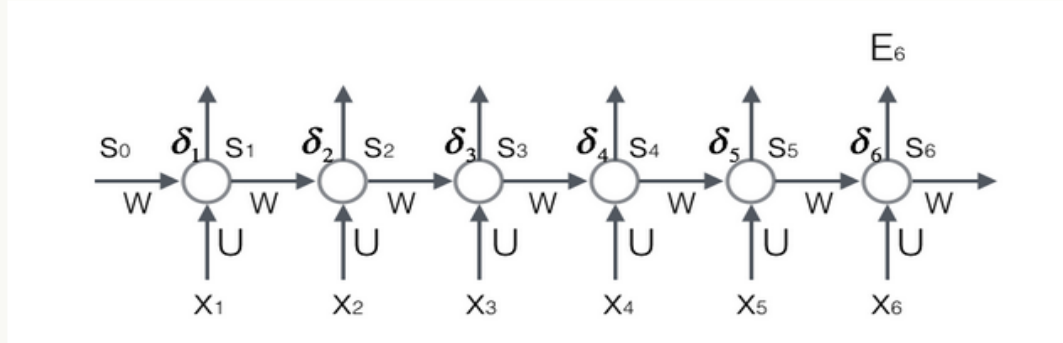 E₆
S₀ δ₁ S₁ δ₂ S₂ δ₃ S₃ δ₄ S₄ δ₅ S₅ δ₆ S₆
W W W W W W W
U U U U U U
X₁ X₂ X₃ X₄ X₅ X₆